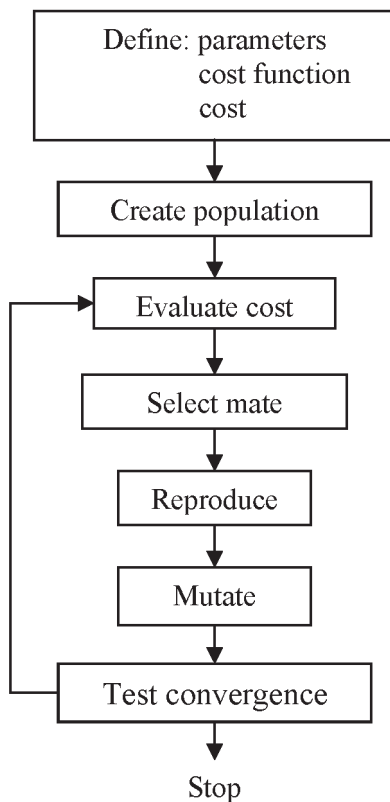 Define: parameters
cost function
cost
Create population
Evaluate cost
Select mate
Reproduce
Mutate
Test convergence
Stop